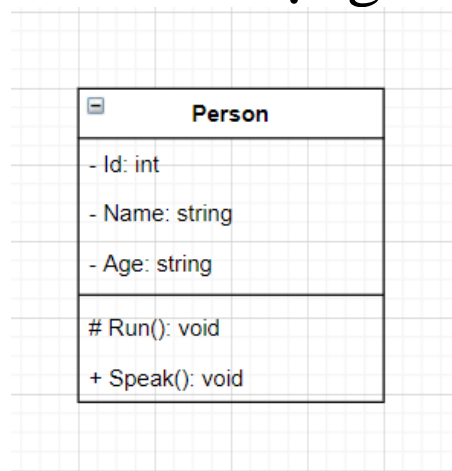 Person
- Id: int
- Name: string
- Age: string
# Run(): void
+ Speak(): void